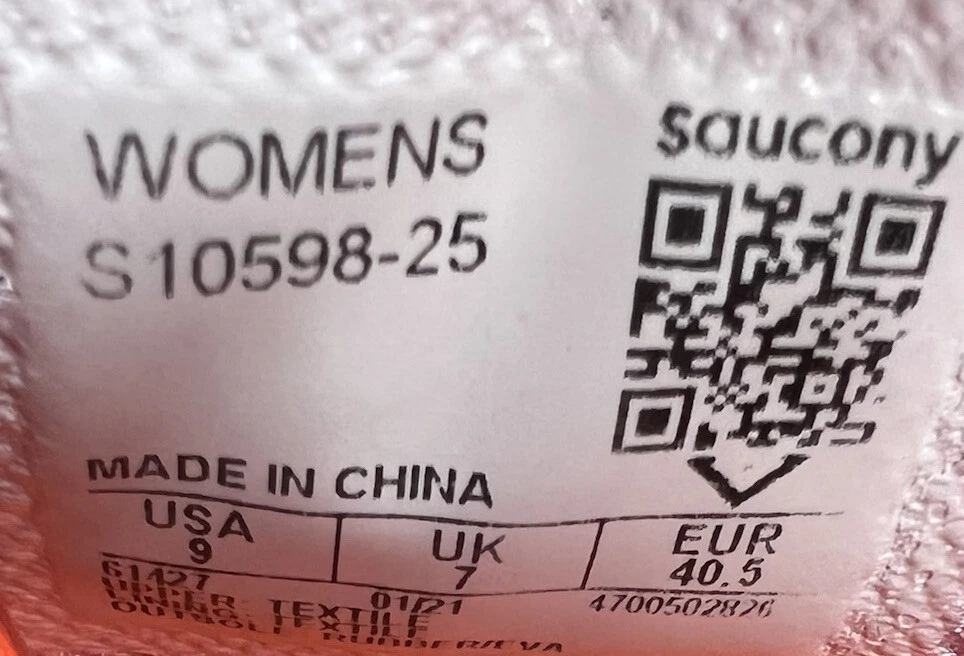 WOMENS
saucony
S10598-25
MADE IN CHINA
USA UK EUR
9 7 40.5
61427 01/21 4700502826
UPPER TEXTILE
LINING TEXTILE
OUTSOLE RUBBER/EVA